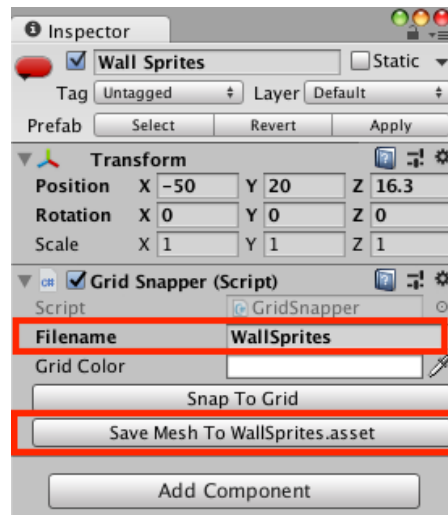 Inspector
Wall Sprites Static
Tag Untagged Layer Default
Prefab Select Revert Apply
Transform
Position X -50 Y 20 Z 16.3
Rotation X 0 Y 0 Z 0
Scale X 1 Y 1 Z 1
c# Grid Snapper (Script)
Script GridSnapper
Filename WallSprites
Grid Color
Snap To Grid
Save Mesh To WallSprites.asset
Add Component